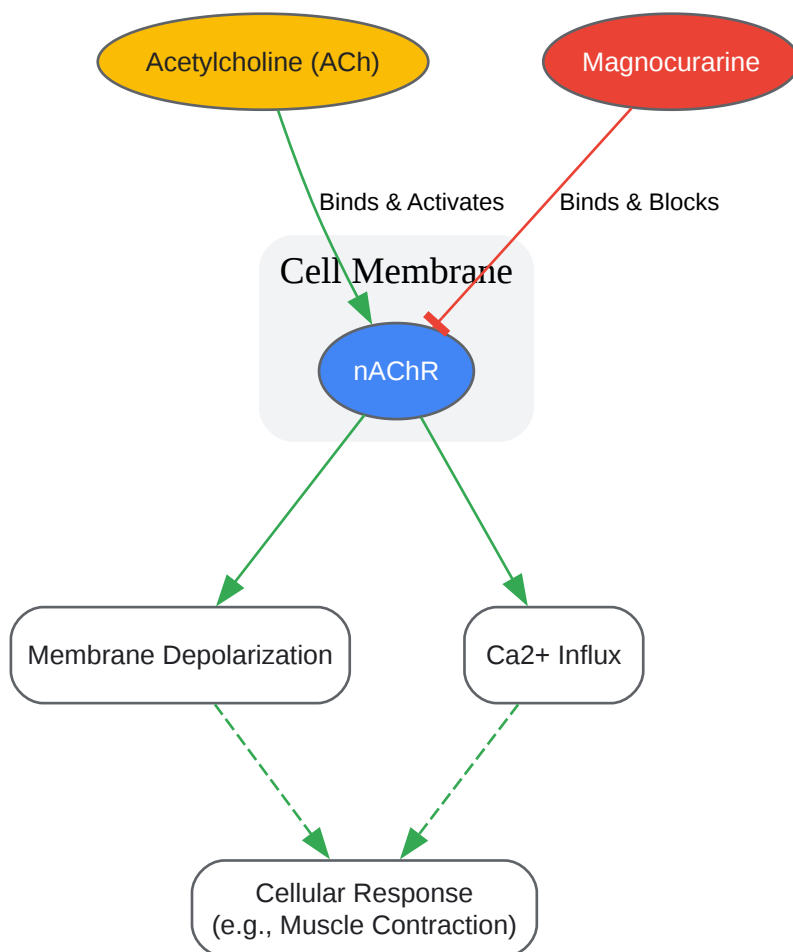 Acetylcholine (ACh)
Magnocurarine
Binds & Activates
Binds & Blocks
Cell Membrane
nAChR
Membrane Depolarization
Ca2+ Influx
Cellular Response
(e.g., Muscle Contraction)